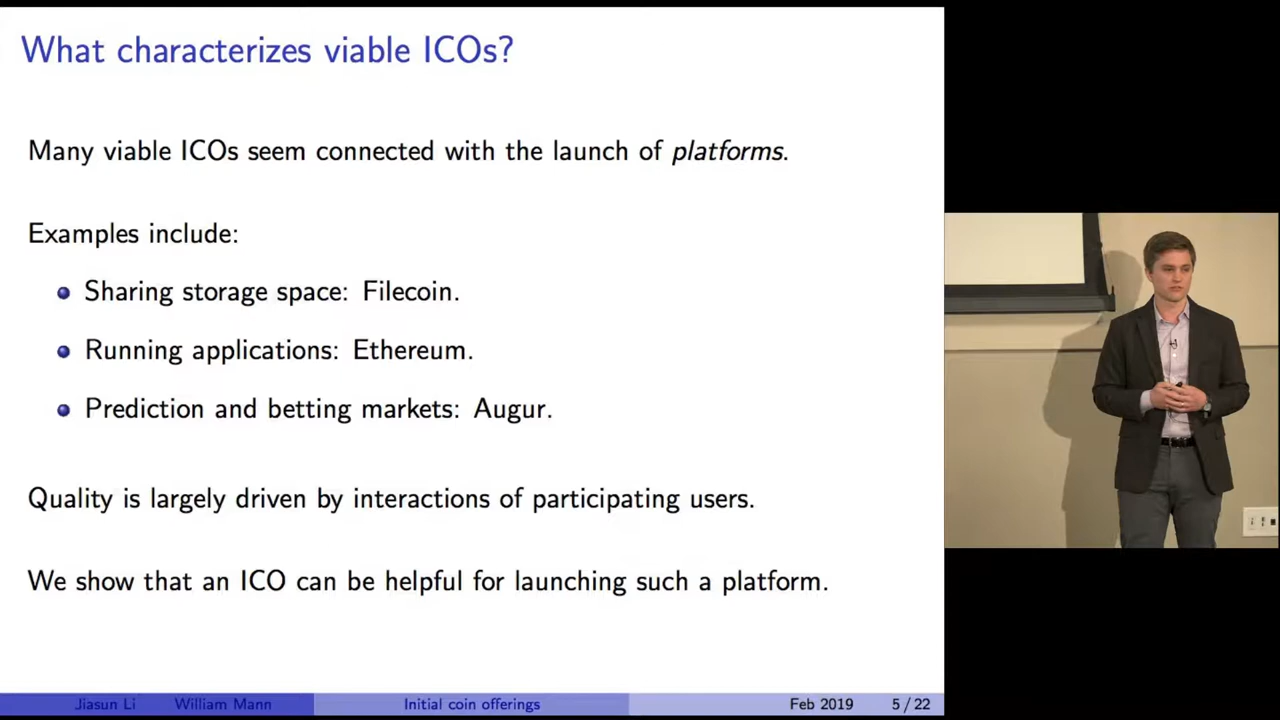 What characterizes viable ICOs?
Many viable ICOs seem connected with the launch of platforms.
Examples include:
Sharing storage space: Filecoin.
Running applications: Ethereum.
Prediction and betting markets: Augur.
Quality is largely driven by interactions of participating users.
We show that an ICO can be helpful for launching such a platform.
Jiasun Li William Mann Initial coin offerings Feb 2019 5 / 22